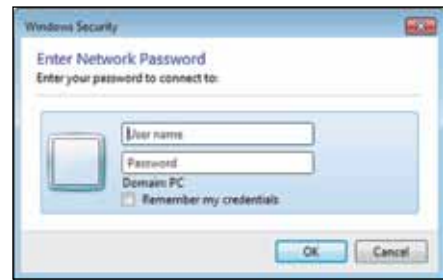 Windows Security
Enter Network Password
Enter your password to connect to:
User name
Password
Domain: PC
Remember my credentials
OK Cancel